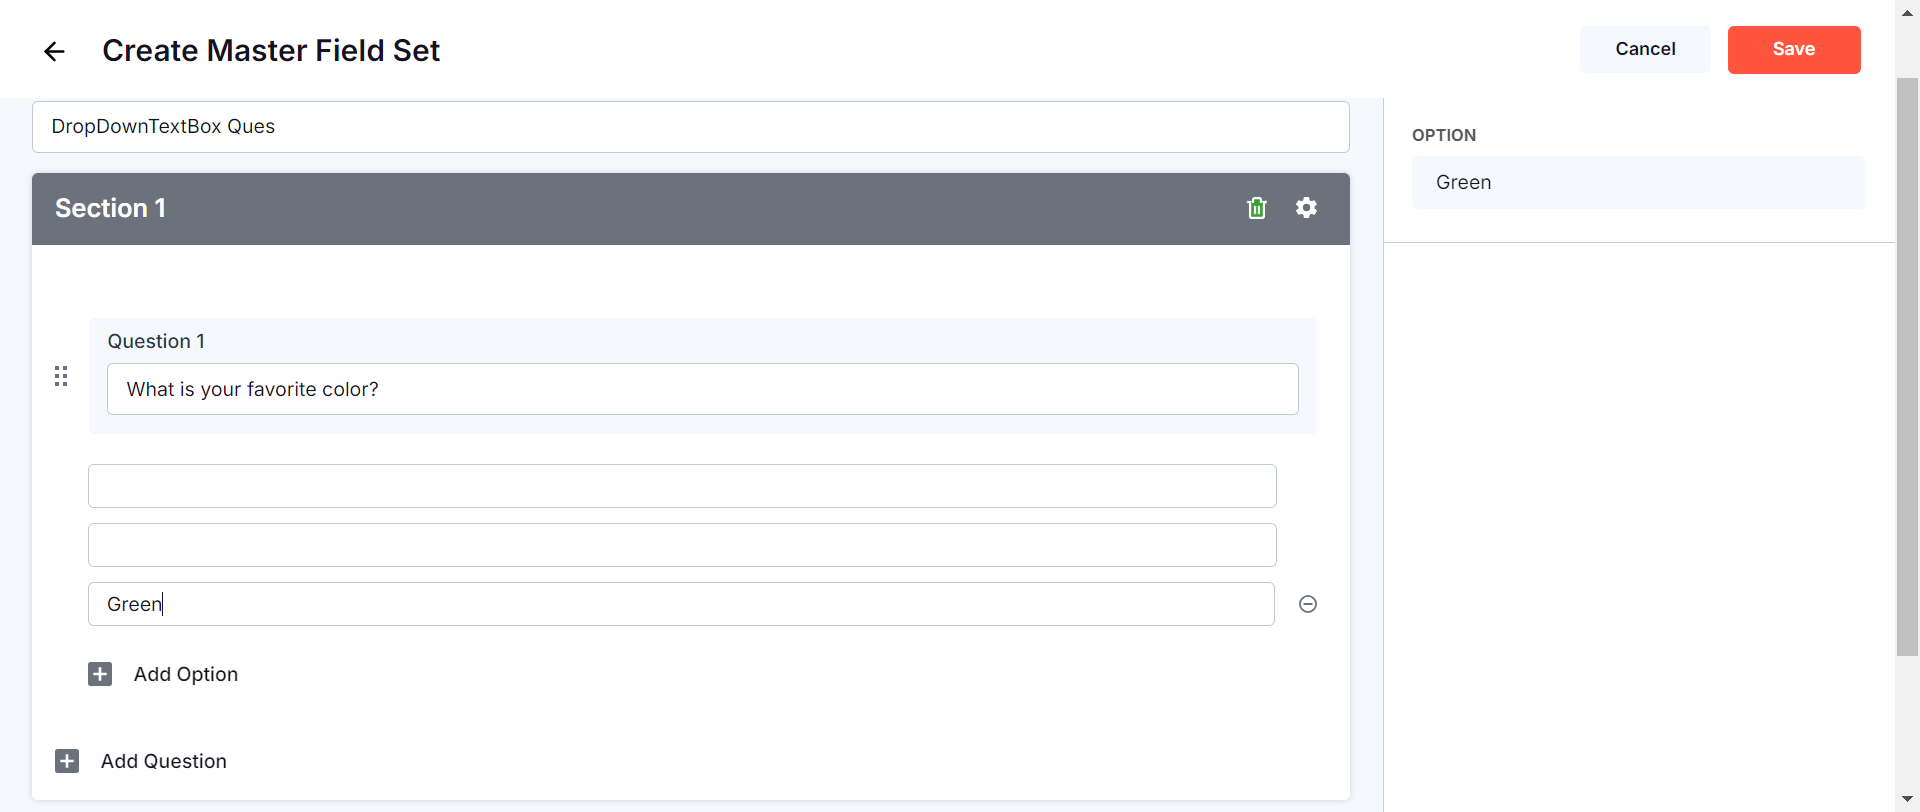 Create Master Field Set
Cancel
Save
DropDownTextBox Ques
OPTION
Green
Section 1
Question 1
What is your favorite color?
Green
Add Option
Add Question